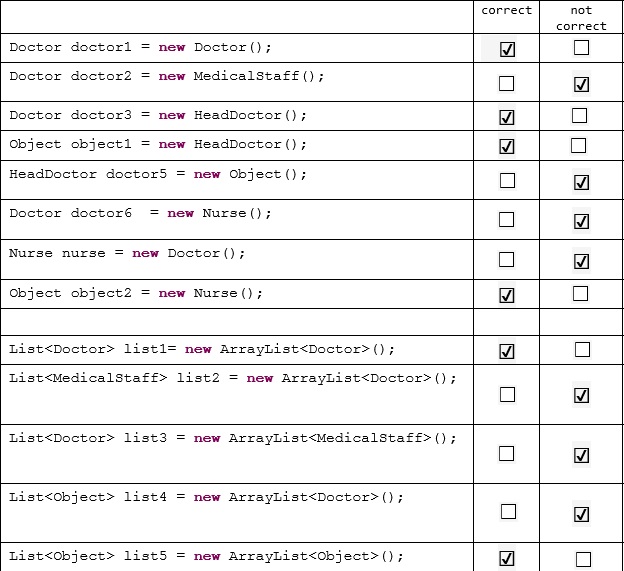 correct not
correct
Doctor doctor1 = new Doctor();
Doctor doctor2 = new MedicalStaff();
Doctor doctor3 = new HeadDoctor();
Object object1 = new HeadDoctor();
HeadDoctor doctor5 = new Object();
Doctor doctor6  = new Nurse();
Nurse nurse = new Doctor();
Object object2 = new Nurse();
List<Doctor> list1= new ArrayList<Doctor>();
List<MedicalStaff> list2 = new ArrayList<Doctor>();
List<Doctor> list3 = new ArrayList<MedicalStaff>();
List<Object> list4 = new ArrayList<Doctor>();
List<Object> list5 = new ArrayList<Object>();